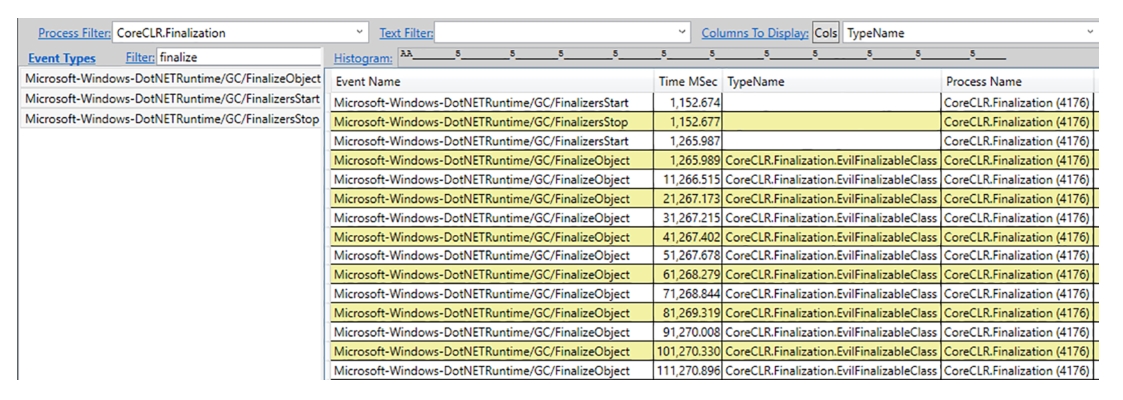 Process Filter: CoreCLR.Finalization Text Filter: Columns To Display: Cols TypeName
Event Types Filter: finalize Histogram: AA_____5_____5_____5_____5_____5_____5_____5_____5_____5_____5_____
Microsoft-Windows-DotNETRuntime/GC/FinalizeObject
Microsoft-Windows-DotNETRuntime/GC/FinalizersStart
Microsoft-Windows-DotNETRuntime/GC/FinalizersStop
Event Name Time MSec TypeName Process Name
Microsoft-Windows-DotNETRuntime/GC/FinalizersStart 1,152.674 CoreCLR.Finalization (4176)
Microsoft-Windows-DotNETRuntime/GC/FinalizersStop 1,152.677 CoreCLR.Finalization (4176)
Microsoft-Windows-DotNETRuntime/GC/FinalizersStart 1,265.987 CoreCLR.Finalization (4176)
Microsoft-Windows-DotNETRuntime/GC/FinalizeObject 1,265.989 CoreCLR.Finalization.EvilFinalizableClass CoreCLR.Finalization (4176)
Microsoft-Windows-DotNETRuntime/GC/FinalizeObject 11,266.515 CoreCLR.Finalization.EvilFinalizableClass CoreCLR.Finalization (4176)
Microsoft-Windows-DotNETRuntime/GC/FinalizeObject 21,267.173 CoreCLR.Finalization.EvilFinalizableClass CoreCLR.Finalization (4176)
Microsoft-Windows-DotNETRuntime/GC/FinalizeObject 31,267.215 CoreCLR.Finalization.EvilFinalizableClass CoreCLR.Finalization (4176)
Microsoft-Windows-DotNETRuntime/GC/FinalizeObject 41,267.402 CoreCLR.Finalization.EvilFinalizableClass CoreCLR.Finalization (4176)
Microsoft-Windows-DotNETRuntime/GC/FinalizeObject 51,267.678 CoreCLR.Finalization.EvilFinalizableClass CoreCLR.Finalization (4176)
Microsoft-Windows-DotNETRuntime/GC/FinalizeObject 61,268.279 CoreCLR.Finalization.EvilFinalizableClass CoreCLR.Finalization (4176)
Microsoft-Windows-DotNETRuntime/GC/FinalizeObject 71,268.844 CoreCLR.Finalization.EvilFinalizableClass CoreCLR.Finalization (4176)
Microsoft-Windows-DotNETRuntime/GC/FinalizeObject 81,269.319 CoreCLR.Finalization.EvilFinalizableClass CoreCLR.Finalization (4176)
Microsoft-Windows-DotNETRuntime/GC/FinalizeObject 91,270.008 CoreCLR.Finalization.EvilFinalizableClass CoreCLR.Finalization (4176)
Microsoft-Windows-DotNETRuntime/GC/FinalizeObject 101,270.330 CoreCLR.Finalization.EvilFinalizableClass CoreCLR.Finalization (4176)
Microsoft-Windows-DotNETRuntime/GC/FinalizeObject 111,270.896 CoreCLR.Finalization.EvilFinalizableClass CoreCLR.Finalization (4176)